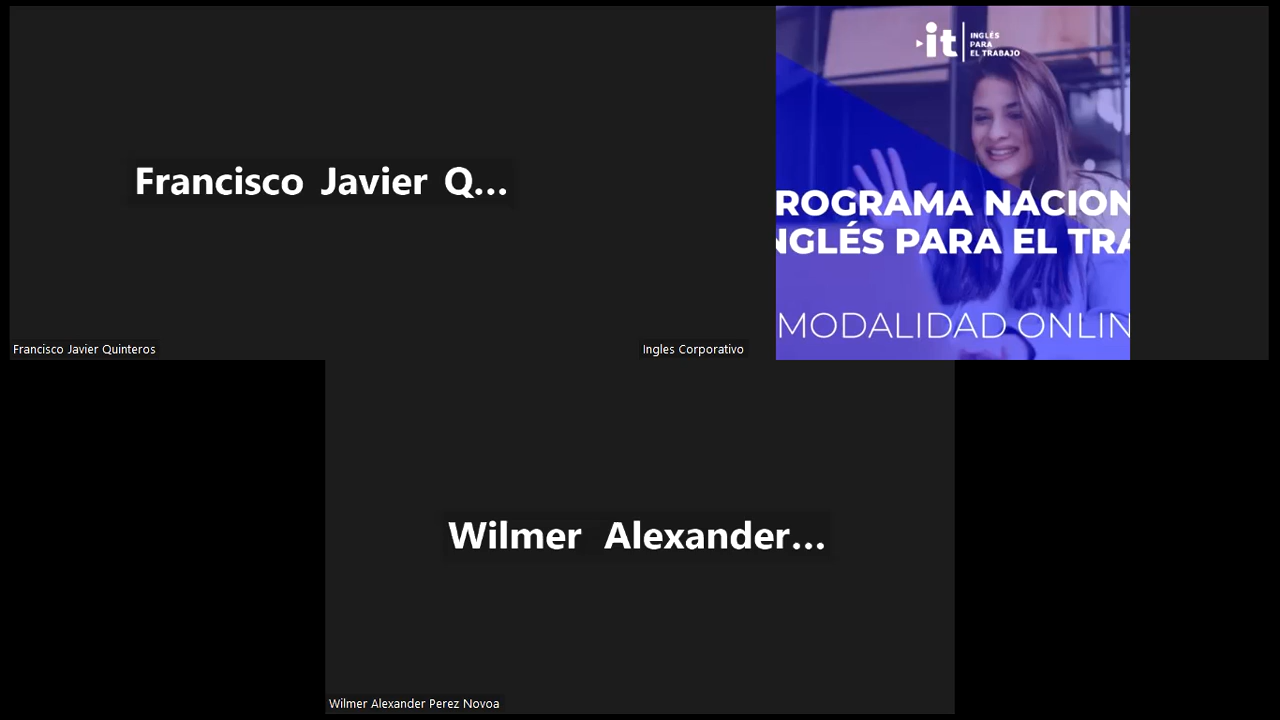 it
INGLÉS
PARA
EL TRABAJO
Francisco Javier Q...
ROGRAMA NACION
NGLÉS PARA EL TRA
MODALIDAD ONLIN
Francisco Javier Quinteros
Ingles Corporativo
Wilmer Alexander...
Wilmer Alexander Perez Novoa